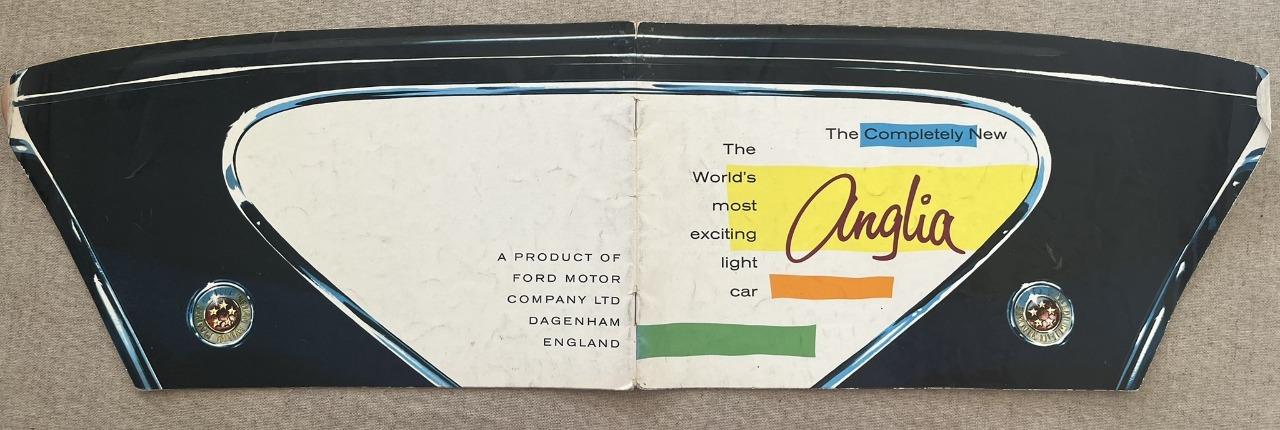 A PRODUCT OF
FORD MOTOR
COMPANY LTD
DAGENHAM
ENGLAND
The Completely New
Anglia
The
World's
most
exciting
light
car